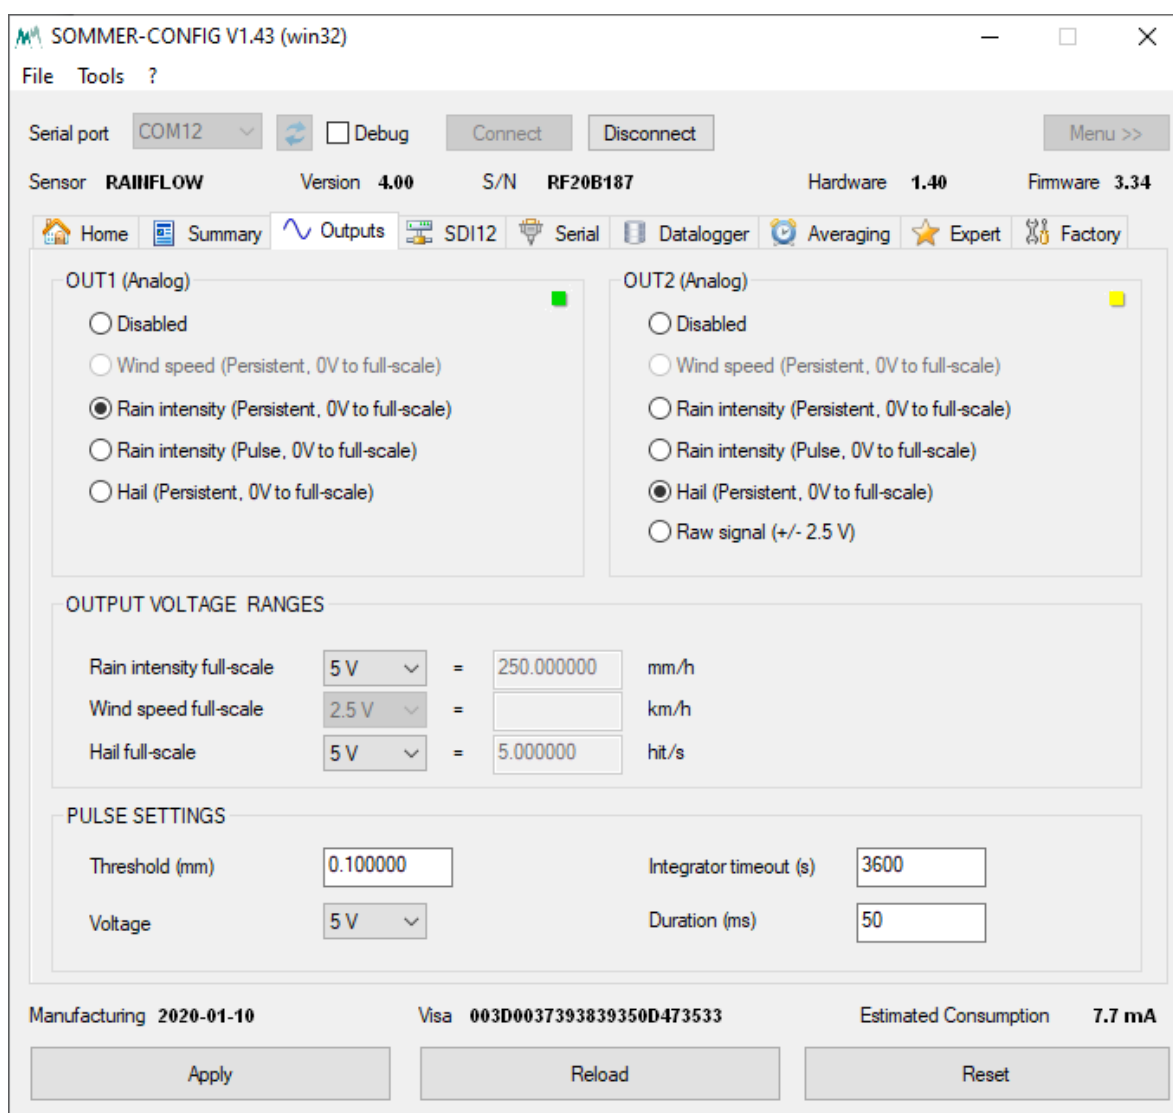 SOMMER-CONFIG V1.43 (win32)
File Tools ?
Serial port COM12 Debug Connect Disconnect Menu >>
Sensor RAINFLOW Version 4.00 S/N RF20B187 Hardware 1.40 Firmware 3.34
Home Summary Outputs SDI12 Serial Datalogger Averaging Expert Factory
OUT1 (Analog)
Disabled
Wind speed (Persistent, 0V to full-scale)
Rain intensity (Persistent, 0V to full-scale)
Rain intensity (Pulse, 0V to full-scale)
Hail (Persistent, 0V to full-scale)
OUT2 (Analog)
Disabled
Wind speed (Persistent, 0V to full-scale)
Rain intensity (Persistent, 0V to full-scale)
Rain intensity (Pulse, 0V to full-scale)
Hail (Persistent, 0V to full-scale)
Raw signal (+/- 2.5 V)
OUTPUT VOLTAGE RANGES
Rain intensity full-scale 5 V = 250.000000 mm/h
Wind speed full-scale 2.5 V = km/h
Hail full-scale 5 V = 5.000000 hit/s
PULSE SETTINGS
Threshold (mm) 0.100000 Integrator timeout (s) 3600
Voltage 5 V Duration (ms) 50
Manufacturing 2020-01-10 Visa 003D0037393839350D473533 Estimated Consumption 7.7 mA
Apply Reload Reset